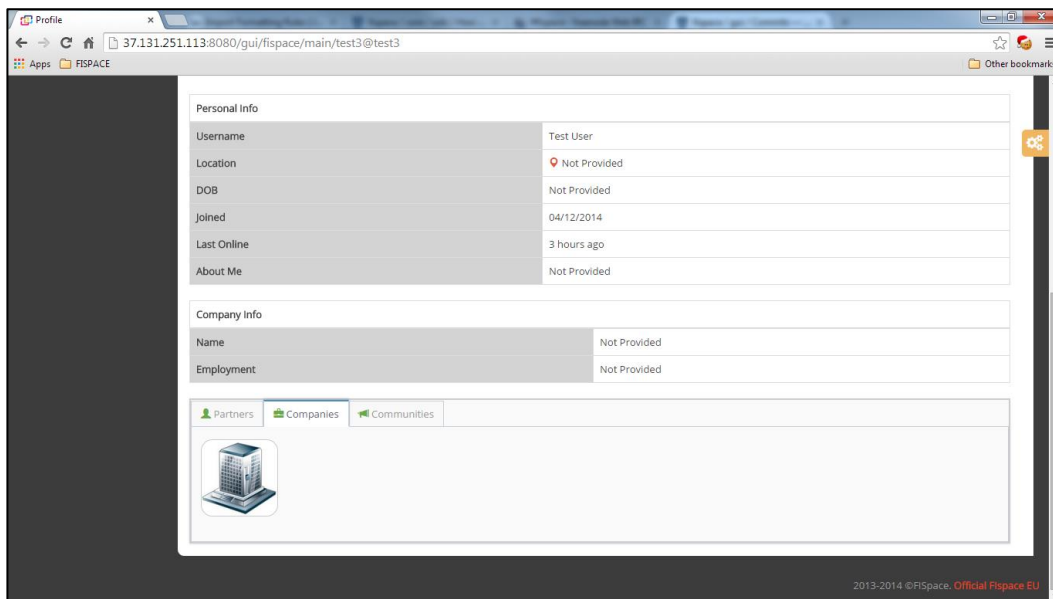 Profile
37.131.251.113:8080/gui/fispace/main/test3@test3
Apps FISPACE Other bookmark
Personal Info
Username Test User
Location Not Provided
DOB Not Provided
Joined 04/12/2014
Last Online 3 hours ago
About Me Not Provided
Company Info
Name Not Provided
Employment Not Provided
Partners Companies Communities
2013-2014 ©FISpace. Official Fispace EU